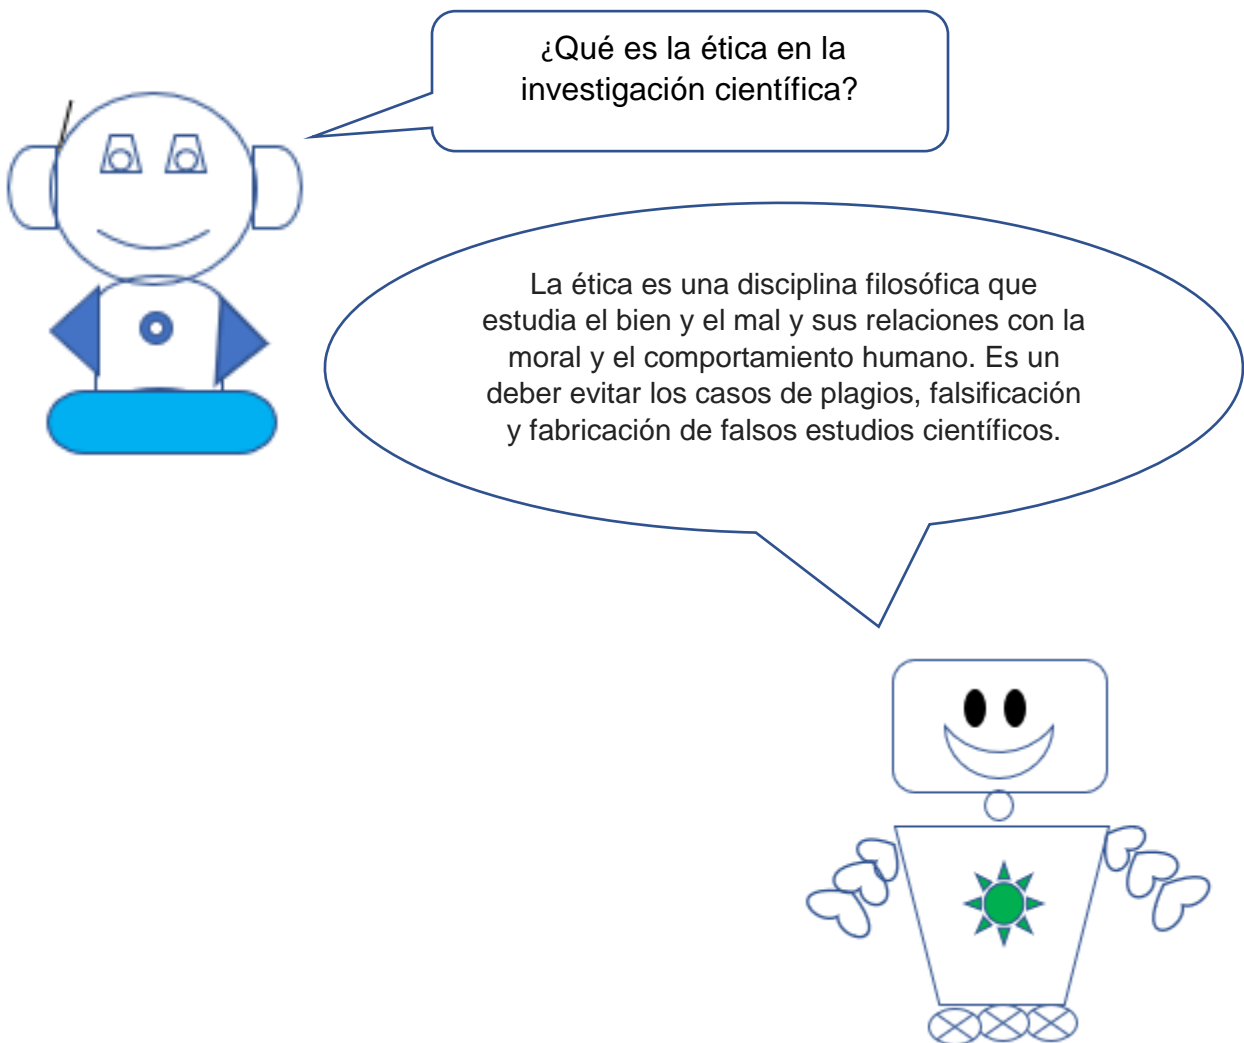 ¿Qué es la ética en la
investigación científica?
La ética es una disciplina filosófica que
estudia el bien y el mal y sus relaciones con la
moral y el comportamiento humano. Es un
deber evitar los casos de plagios, falsificación
y fabricación de falsos estudios científicos.